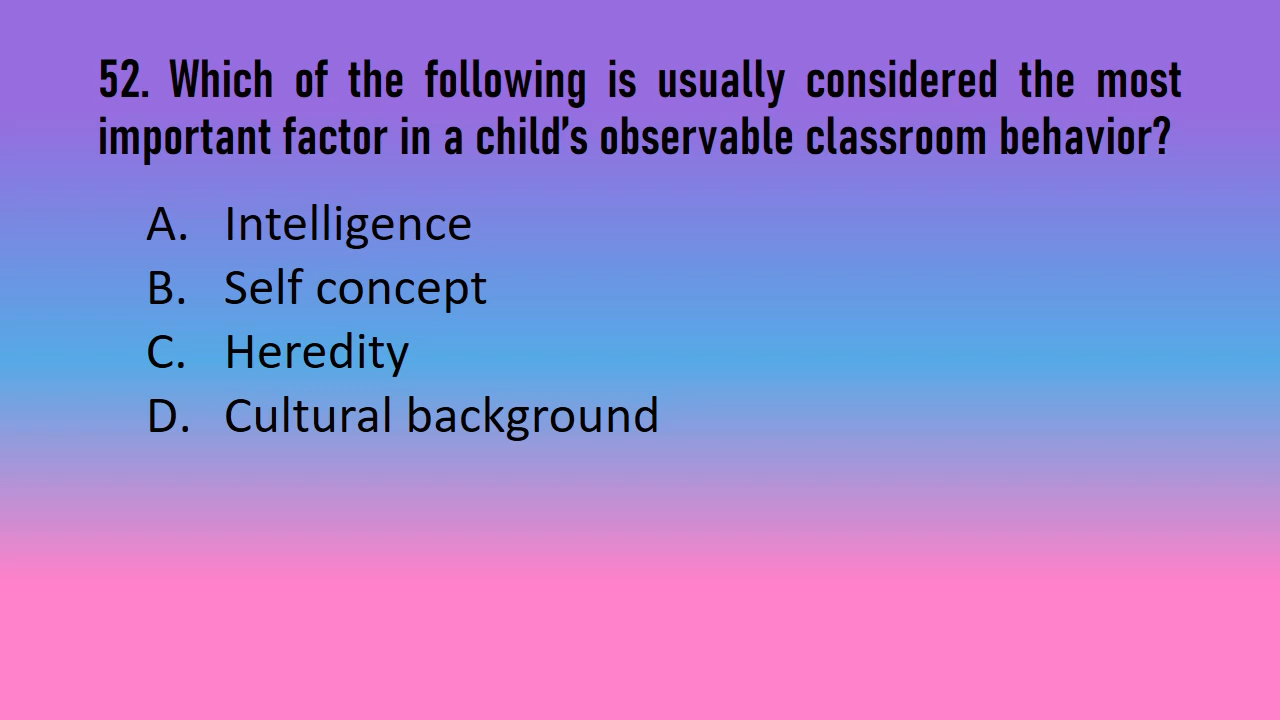 52. Which of the following is usually considered the most
important factor in a child’s observable classroom behavior?
A. Intelligence
B. Self concept
C. Heredity
D. Cultural background